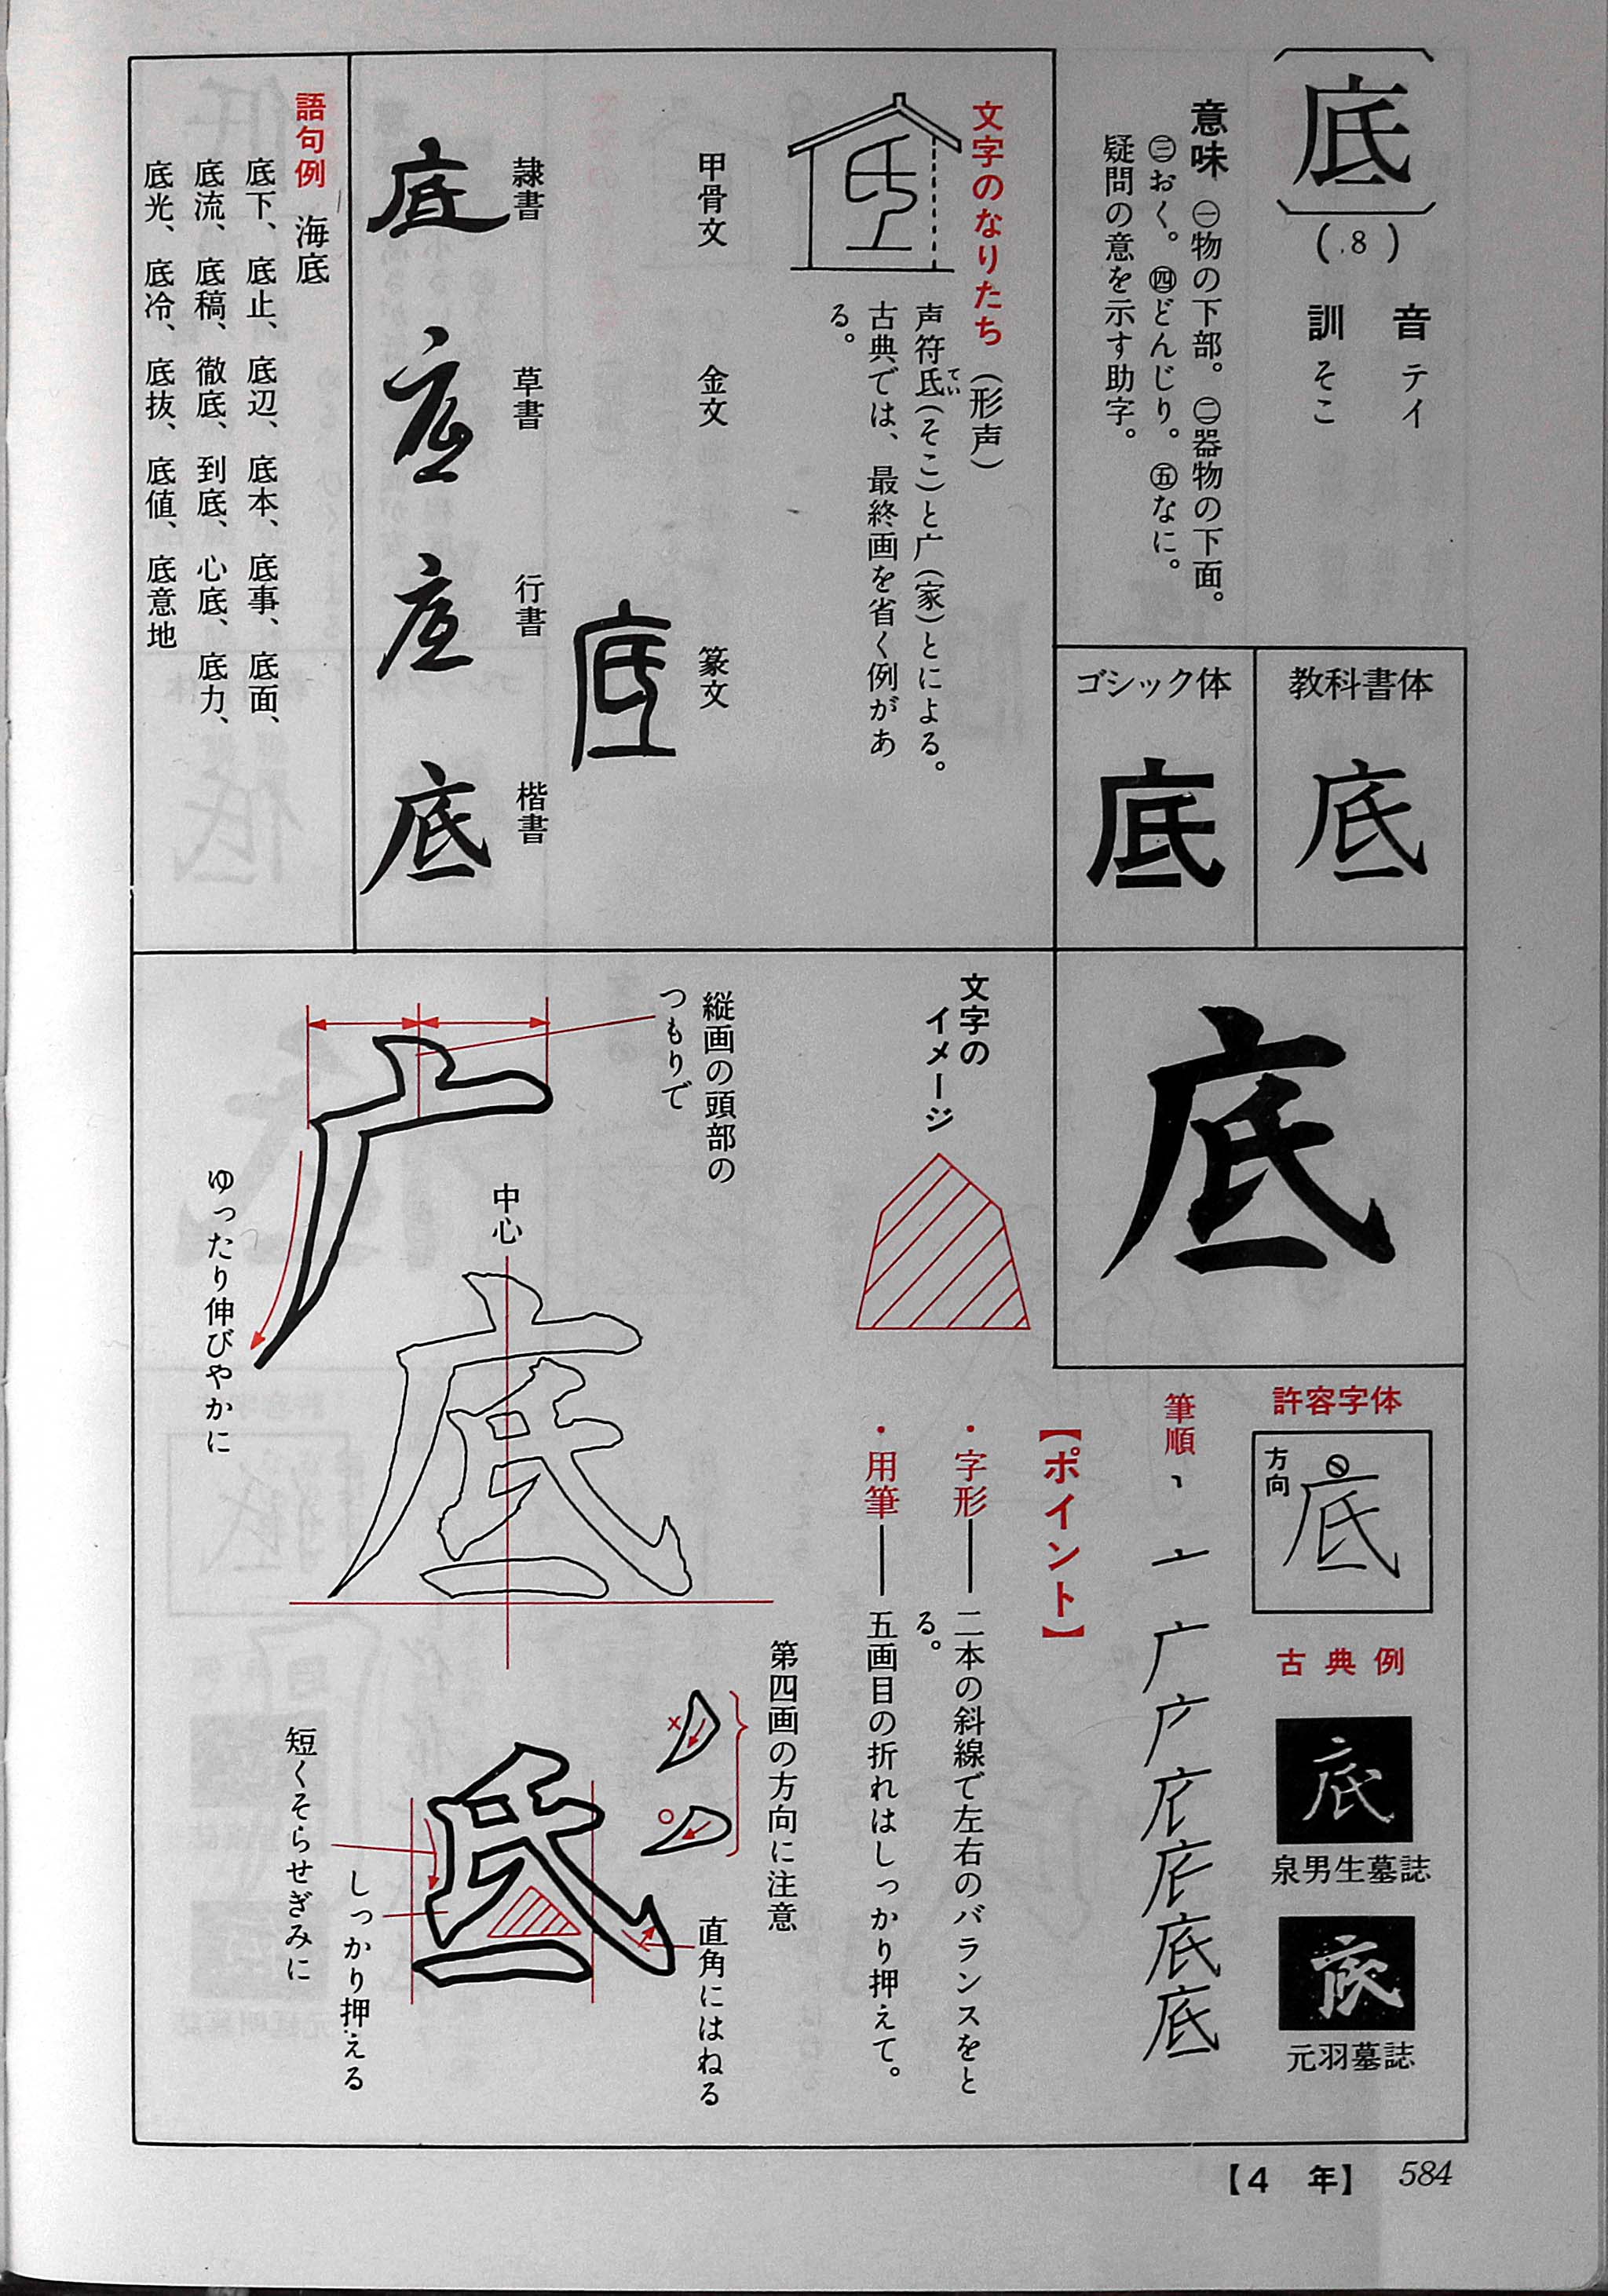 底
(8)
音 テイ
訓 そこ
意味 ㊀物の下部。㊁器物の下面。
㊂おく。㊃どんじり。㊄なに。
疑問の意を示す助字。
教科書体
底
ゴシック体
底
文字のなりたち(形声)
声符氐(そこ)と广(家)とによる。
てい
古典では、最終画を省く例があ
る。
甲骨文
金文
篆文
底
隷書
底
草書
底
行書
底
楷書
底
語句例 海底
底下、底止、底辺、底本、底事、底面、
底流、底稿、徹底、到底、心底、底力、
底光、底冷、底抜、底値、底意地
底
許容字体
方向
底
古典例
底
泉男生墓誌
底
元羽墓誌
筆順
底
【ポイント】
・字形──二本の斜線で左右のバランスをと
る。
・用筆──五画目の折れはしっかり押えて。
文字の
イメージ
縦画の頭部の
つもりで
ゆったり伸びやかに
中心
底
第四画の方向に注意
直角にはねる
しっかり押える
短くそらせぎみに
【4 年】
584